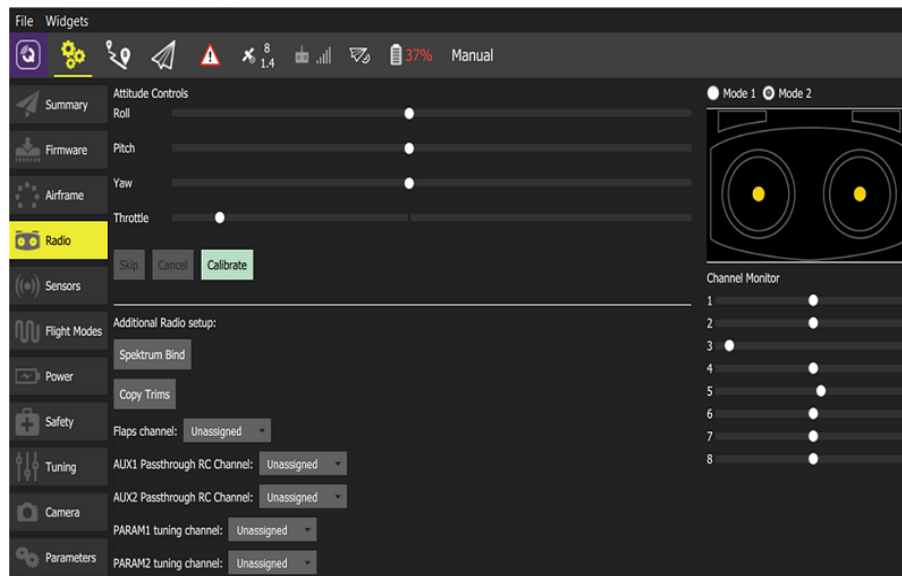 File Widgets
8
1.4
37% Manual
Summary
Firmware
Airframe
Radio
Sensors
Flight Modes
Power
Safety
Tuning
Camera
Parameters
Attitude Controls
Roll
Pitch
Yaw
Throttle
Skip Cancel Calibrate
Additional Radio setup:
Spektrum Bind
Copy Trims
Flaps channel: Unassigned
AUX1 Passthrough RC Channel: Unassigned
AUX2 Passthrough RC Channel: Unassigned
PARAM1 tuning channel: Unassigned
PARAM2 tuning channel: Unassigned
Mode 1 Mode 2
Channel Monitor
1
2
3
4
5
6
7
8